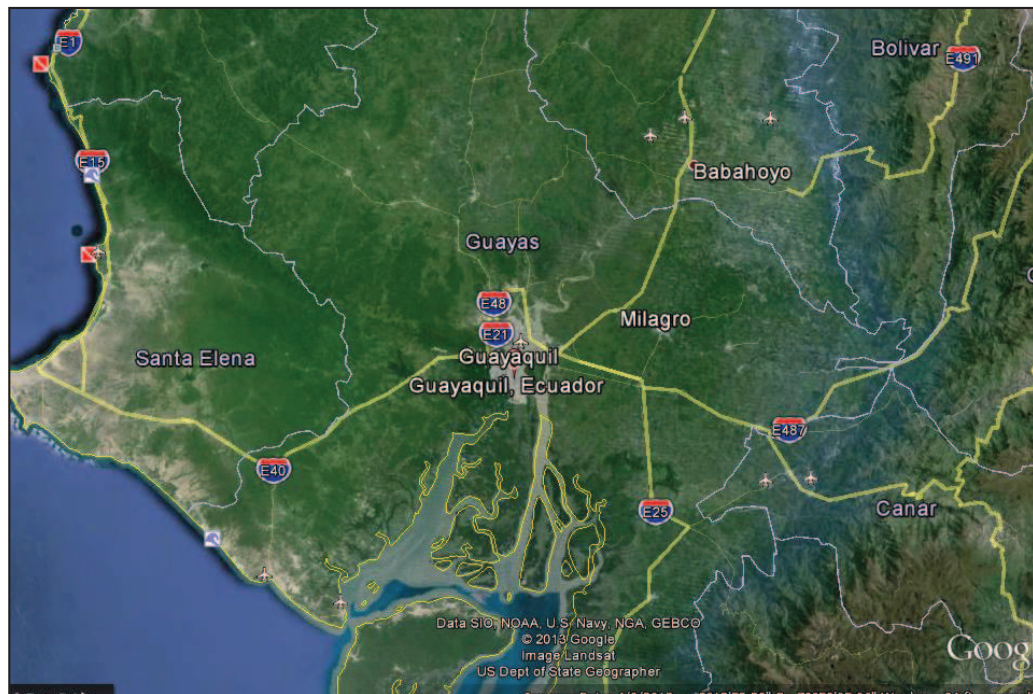 E1
Bolivar
E491
E15
Babahoyo
Guayas
E48
Milagro
E21
Santa Elena
Guayaquil
Guayaquil, Ecuador
E487
E40
E25
Canar
Data SIO, NOAA, U.S. Navy, NGA, GEBCO
© 2013 Google
Image Landsat
US Dept of State Geographer
Goog